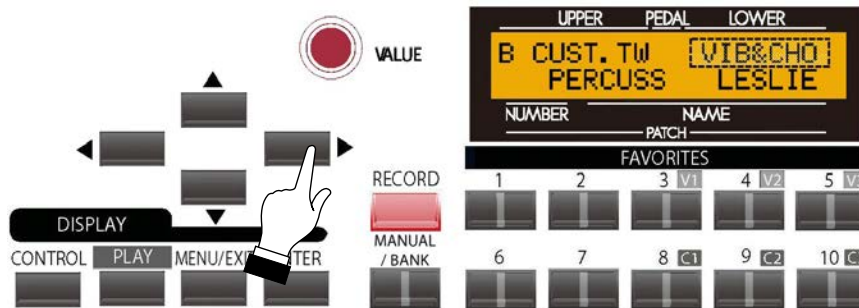 VALUE
UPPER PEDAL LOWER
B CUST.TW VIB&CHO
PERCUSS LESLIE
NUMBER NAME
PATCH
FAVORITES
RECORD
1 2 3 V1 4 V2 5
DISPLAY
CONTROL PLAY MENU/EX
MANUAL
/ BANK
6 7 8 C1 9 C2 10